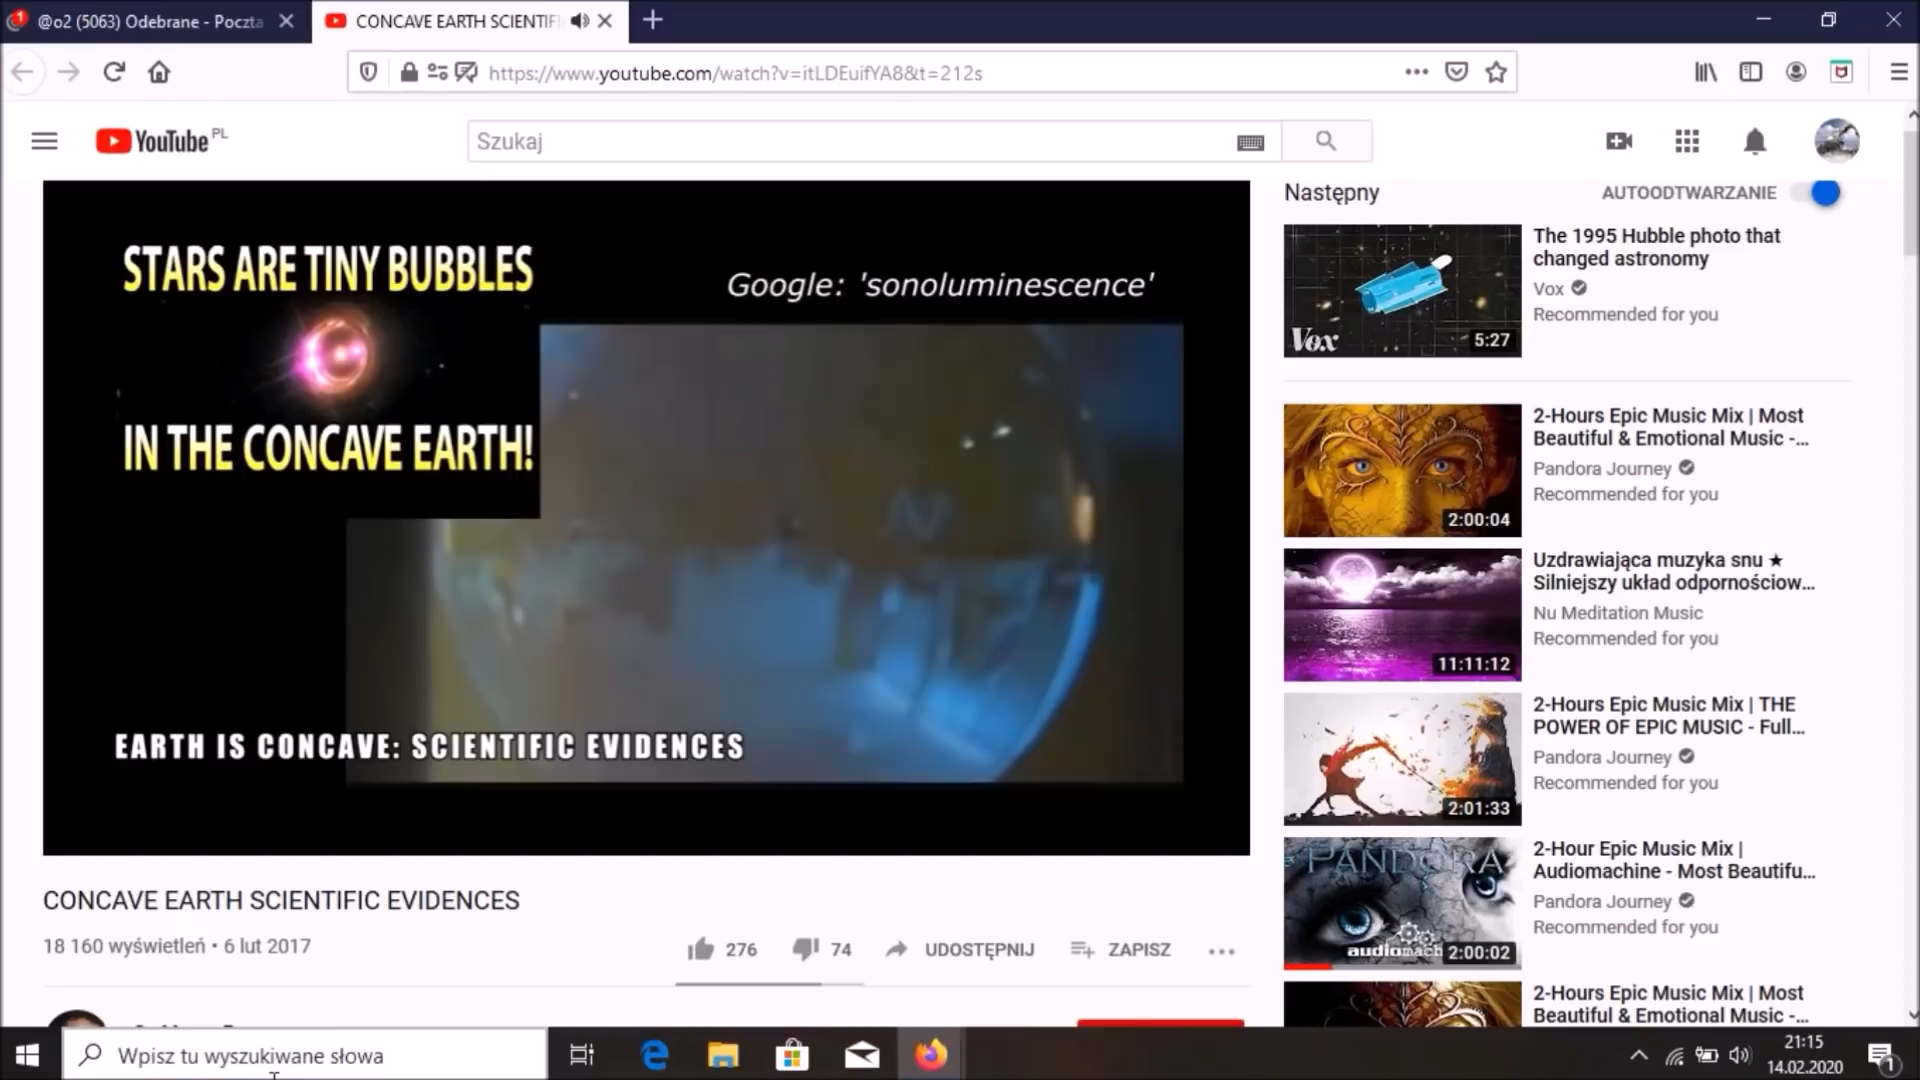 @o2 (5063) Odebrane - Poczta
CONCAVE EARTH SCIENTIFI
https://www.youtube.com/watch?v=itLDEuifYA8&t=212s
YouTube PL
Szukaj
STARS ARE TINY BUBBLES
IN THE CONCAVE EARTH!
Google: 'sonoluminescence'
EARTH IS CONCAVE: SCIENTIFIC EVIDENCES
CONCAVE EARTH SCIENTIFIC EVIDENCES
18 160 wyświetleń • 6 lut 2017
276
74
UDOSTĘPNIJ
ZAPISZ
Następny
AUTOODTWARZANIE
Vox
5:27
The 1995 Hubble photo that
changed astronomy
Vox
Recommended for you
2:00:04
2-Hours Epic Music Mix | Most
Beautiful & Emotional Music -...
Pandora Journey
Recommended for you
11:11:12
Uzdrawiająca muzyka snu ★
Silniejszy układ odpornościow...
Nu Meditation Music
Recommended for you
2:01:33
2-Hours Epic Music Mix | THE
POWER OF EPIC MUSIC - Full...
Pandora Journey
Recommended for you
PANDORA
audiomach
2:00:02
2-Hour Epic Music Mix |
Audiomachine - Most Beautifu...
Pandora Journey
Recommended for you
2-Hours Epic Music Mix | Most
Beautiful & Emotional Music -...
Wpisz tu wyszukiwane słowa
21:15
14.02.2020
1